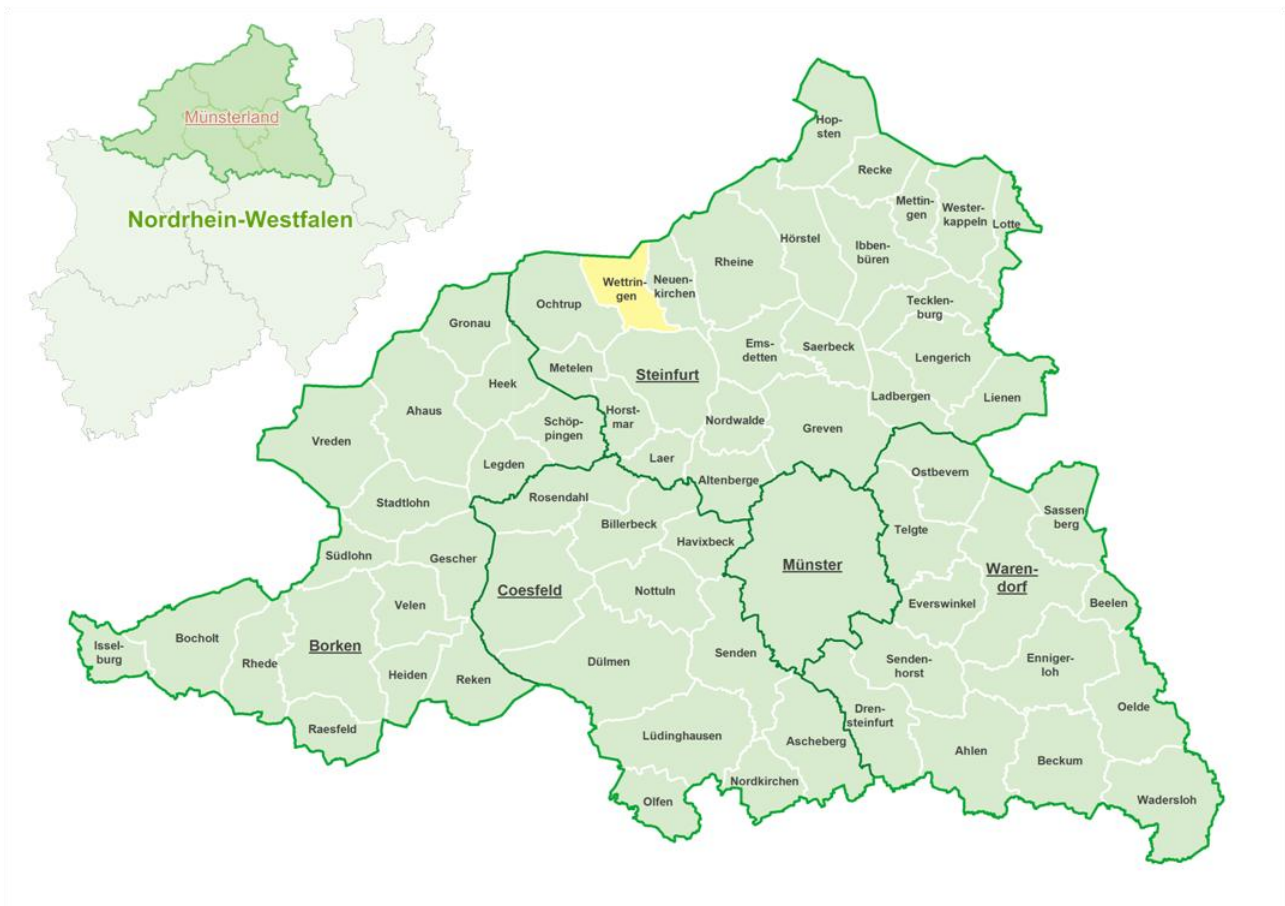 Münsterland
Nordrhein-Westfalen
Hop-
sten
Recke
Mettin-
gen
Wester-
kappeln
Lotte
Hörstel
Ibben-
büren
Rheine
Neuen-
kirchen
Wettrin-
gen
Ochtrup
Tecklen-
burg
Gronau
Ems-
detten
Saerbeck
Lengerich
Metelen
Steinfurt
Heek
Ladbergen
Lienen
Ahaus
Horst-
mar
Nordwalde
Greven
Schöp-
pingen
Vreden
Laer
Legden
Altenberge
Ostbevern
Stadtlohn
Rosendahl
Billerbeck
Sassen
berg
Telgte
Havixbeck
Südlohn
Gescher
Münster
Waren-
dorf
Coesfeld
Nottuln
Velen
Everswinkel
Beelen
Bocholt
Issel-
burg
Rhede
Borken
Senden
Dülmen
Senden-
horst
Enniger-
loh
Heiden
Reken
Oelde
Dren-
steinfurt
Raesfeld
Lüdinghausen
Ascheberg
Ahlen
Beckum
Nordkirchen
Olfen
Wadersloh